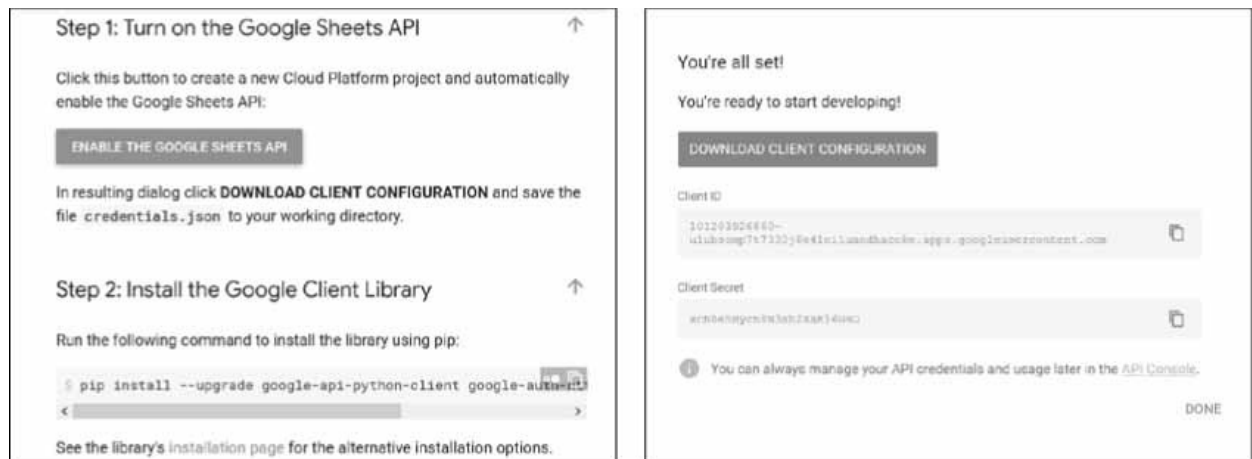 Step 1: Turn on the Google Sheets API
Click this button to create a new Cloud Platform project and automatically
enable the Google Sheets API:
ENABLE THE GOOGLE SHEETS API
In resulting dialog click DOWNLOAD CLIENT CONFIGURATION and save the
file credentials.json to your working directory.
Step 2: Install the Google Client Library
Run the following command to install the library using pip:
$ pip install --upgrade google-api-python-client google-auth-
See the library's installation page for the alternative installation options.
You're all set!
You're ready to start developing!
DOWNLOAD CLIENT CONFIGURATION
Client ID
Client Secret
You can always manage your API credentials and usage later in the API Console.
DONE